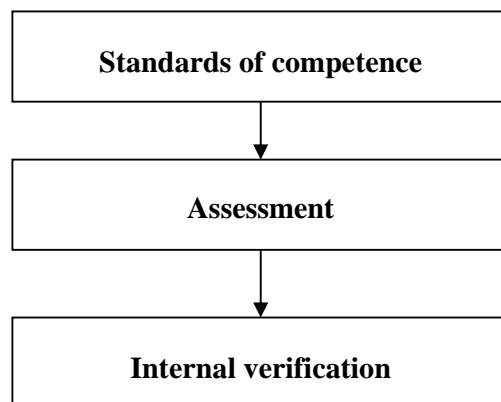 Standards of competence
Assessment
Internal verification